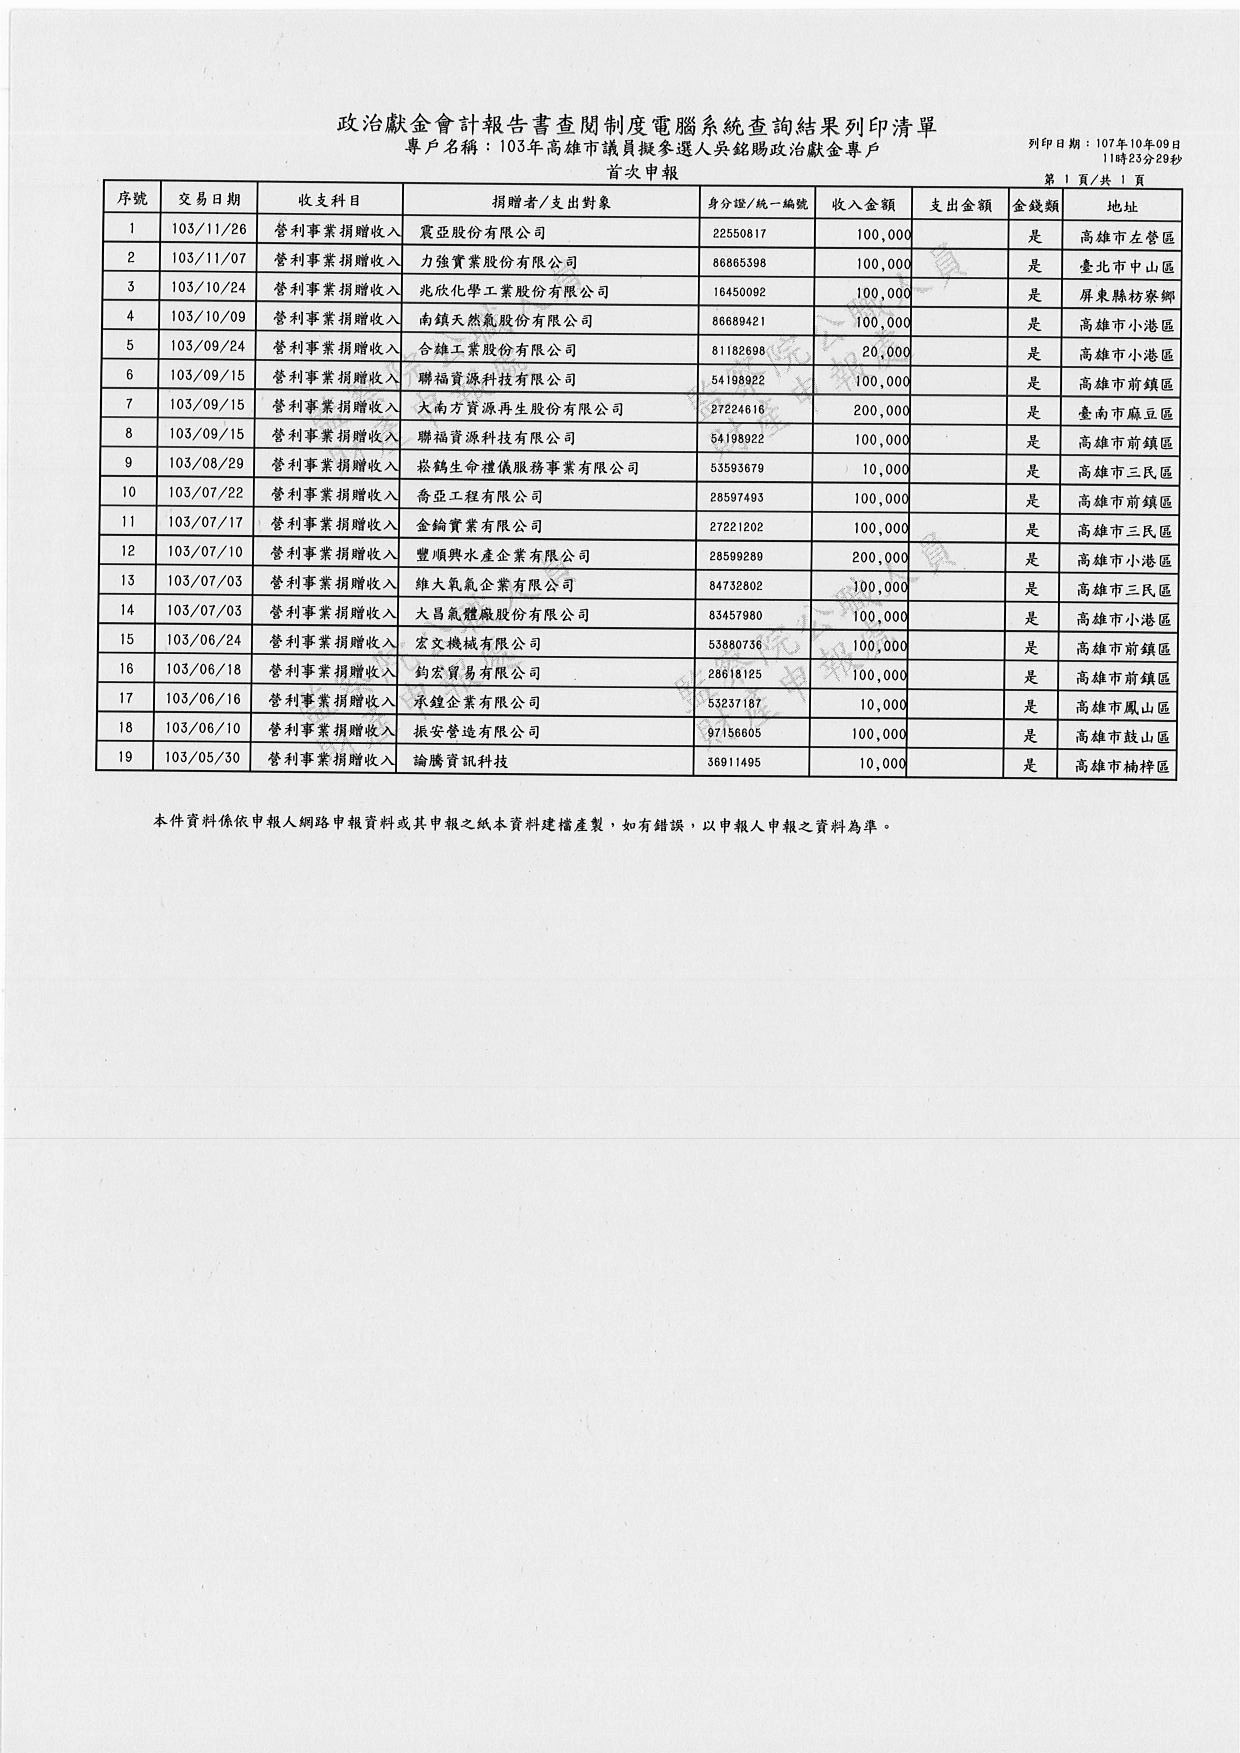 政治獻金會計報告書查閱制度電腦系統查詢結果列印清單
專戶名稱：103年高雄市議員擬參選人吳銘賜政治獻金專戶
列印日期：107年10年09日
11時23分29秒
首次申報
第 1 頁/共 1 頁
序號 交易日期 收支科目 捐贈者/支出對象 身分證/統一編號 收入金額 支出金額 金錢類 地址
1 103/11/26 營利事業捐贈收入 震亞股份有限公司 22550817 100,000 是 高雄市左營區
2 103/11/07 營利事業捐贈收入 力強實業股份有限公司 86865398 100,000 是 臺北市中山區
3 103/10/24 營利事業捐贈收入 兆欣化學工業股份有限公司 16450092 100,000 是 屏東縣枋寮鄉
4 103/10/09 營利事業捐贈收入 南鎮天然氣股份有限公司 86689421 100,000 是 高雄市小港區
5 103/09/24 營利事業捐贈收入 合雄工業股份有限公司 81182698 20,000 是 高雄市小港區
6 103/09/15 營利事業捐贈收入 聯福資源科技有限公司 54198922 100,000 是 高雄市前鎮區
7 103/09/15 營利事業捐贈收入 大南方資源再生股份有限公司 27224616 200,000 是 臺南市麻豆區
8 103/09/15 營利事業捐贈收入 聯福資源科技有限公司 54198922 100,000 是 高雄市前鎮區
9 103/08/29 營利事業捐贈收入 崧鶴生命禮儀服務事業有限公司 53593679 10,000 是 高雄市三民區
10 103/07/22 營利事業捐贈收入 喬亞工程有限公司 28597493 100,000 是 高雄市前鎮區
11 103/07/17 營利事業捐贈收入 金錀實業有限公司 27221202 100,000 是 高雄市三民區
12 103/07/10 營利事業捐贈收入 豐順興水產企業有限公司 28599289 200,000 是 高雄市小港區
13 103/07/03 營利事業捐贈收入 維大氧氣企業有限公司 84732802 100,000 是 高雄市三民區
14 103/07/03 營利事業捐贈收入 大昌氣體廠股份有限公司 83457980 100,000 是 高雄市小港區
15 103/06/24 營利事業捐贈收入 宏文機械有限公司 53880736 100,000 是 高雄市前鎮區
16 103/06/18 營利事業捐贈收入 鈞宏貿易有限公司 28618125 100,000 是 高雄市前鎮區
17 103/06/16 營利事業捐贈收入 承鍠企業有限公司 53237187 10,000 是 高雄市鳳山區
18 103/06/10 營利事業捐贈收入 振安營造有限公司 97156605 100,000 是 高雄市鼓山區
19 103/05/30 營利事業捐贈收入 論騰資訊科技 36911495 10,000 是 高雄市楠梓區
監察院公職人員
財產申報處
監察院公職人員
財產申報處
監察院公職人員
財產申報處
監察院公職人員
財產申報處
本件資料係依申報人網路申報資料或其申報之紙本資料建檔產製，如有錯誤，以申報人申報之資料為準。